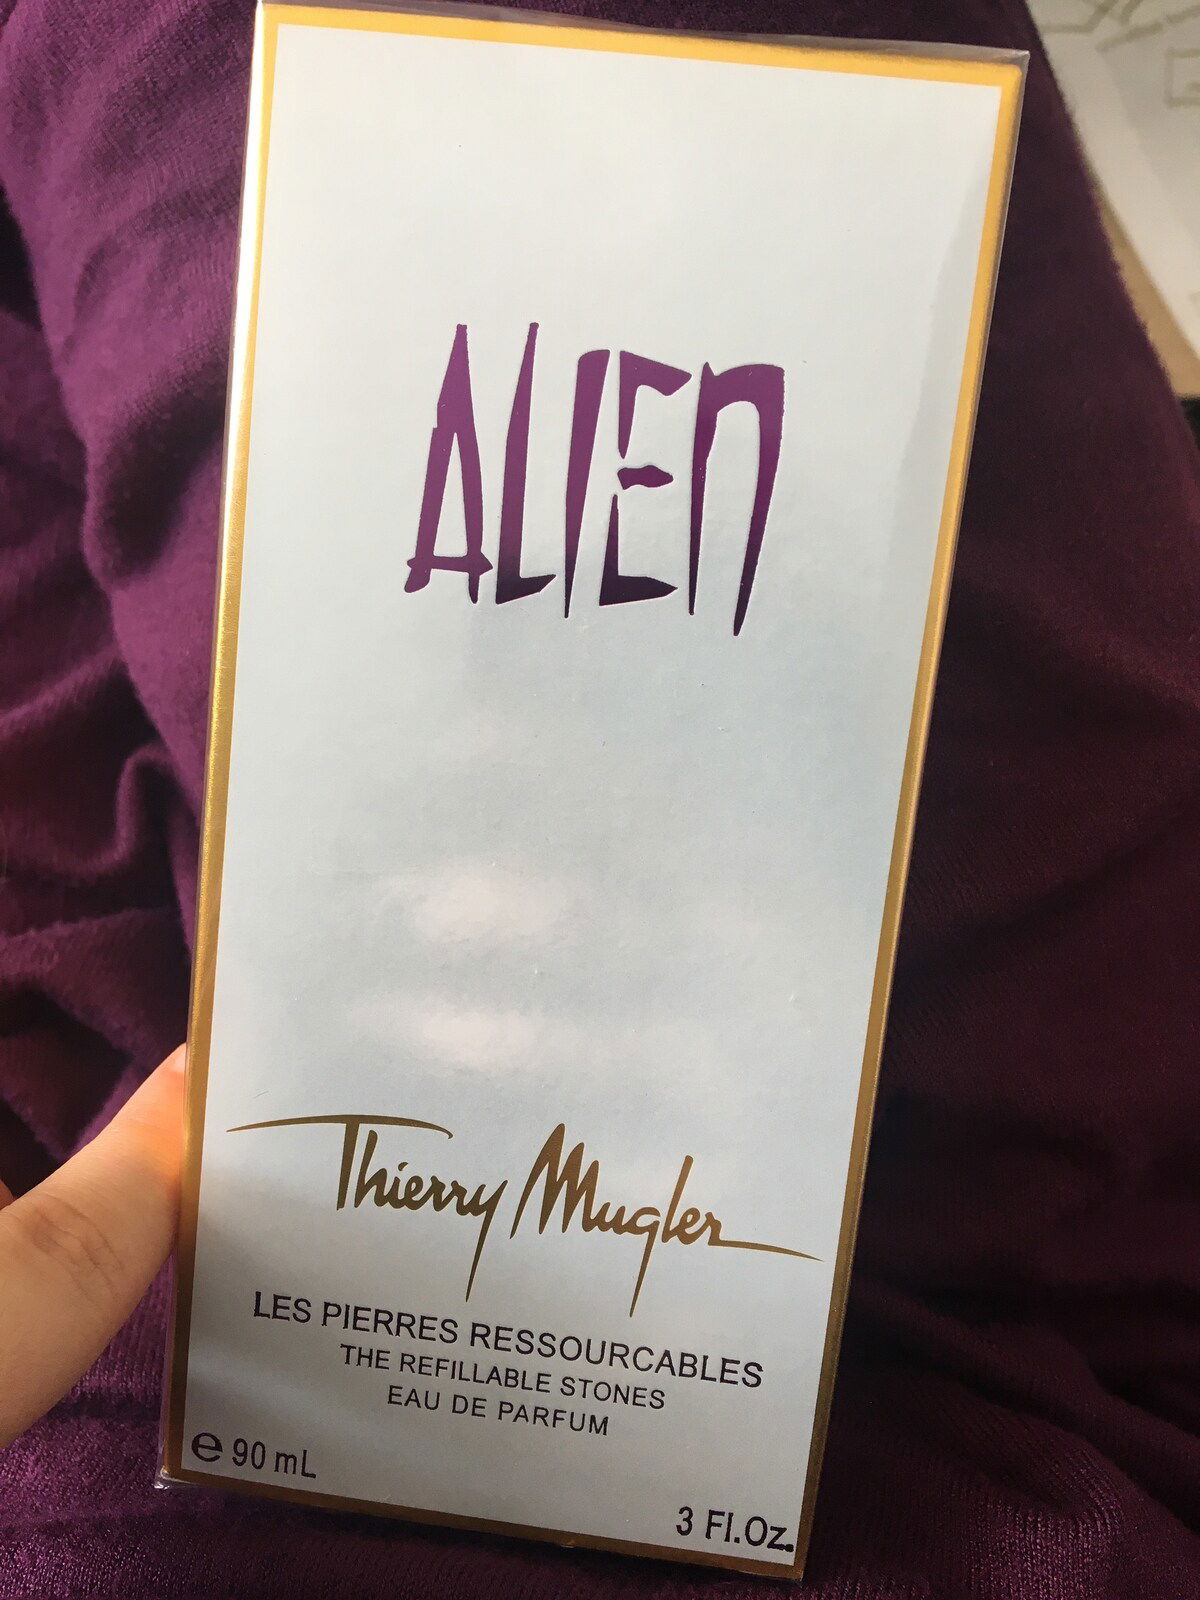 ALIEN
Thierry Mugler
LES PIERRES RESSOURCABLES
THE REFILLABLE STONES
EAU DE PARFUM
℮ 90 mL
3 Fl.Oz.